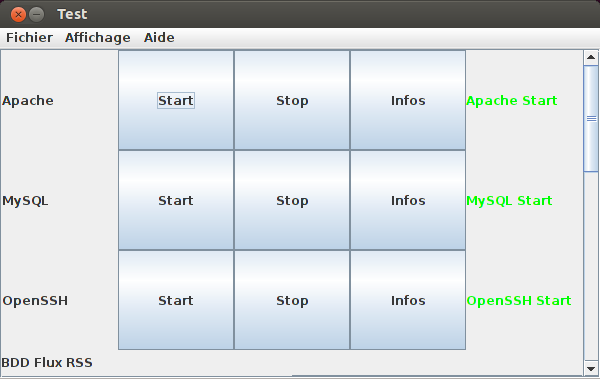 Test
Fichier Affichage Aide
Apache Start Stop Infos Apache Start
MySQL Start Stop Infos MySQL Start
OpenSSH Start Stop Infos OpenSSH Start
BDD Flux RSS